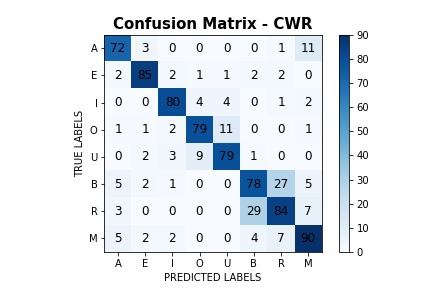 Confusion Matrix - CWR
TRUE LABELS
A 72 3 0 0 0 0 1 11
E 2 85 2 1 1 2 2 0
I 0 0 80 4 4 0 1 2
O 1 1 2 79 11 0 0 1
U 0 2 3 9 79 1 0 0
B 5 2 1 0 0 78 27 5
R 3 0 0 0 0 29 84 7
M 5 2 2 0 0 4 7 90
A E I O U B R M
PREDICTED LABELS
90
80
70
60
50
40
30
20
10
0